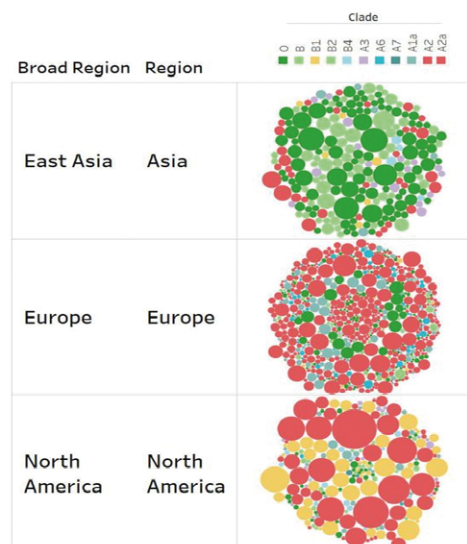 Clade
O B B1 B2 B4 A3 A6 A7 A1a A2 A2a
Broad Region Region
East Asia Asia
Europe Europe
North America North America